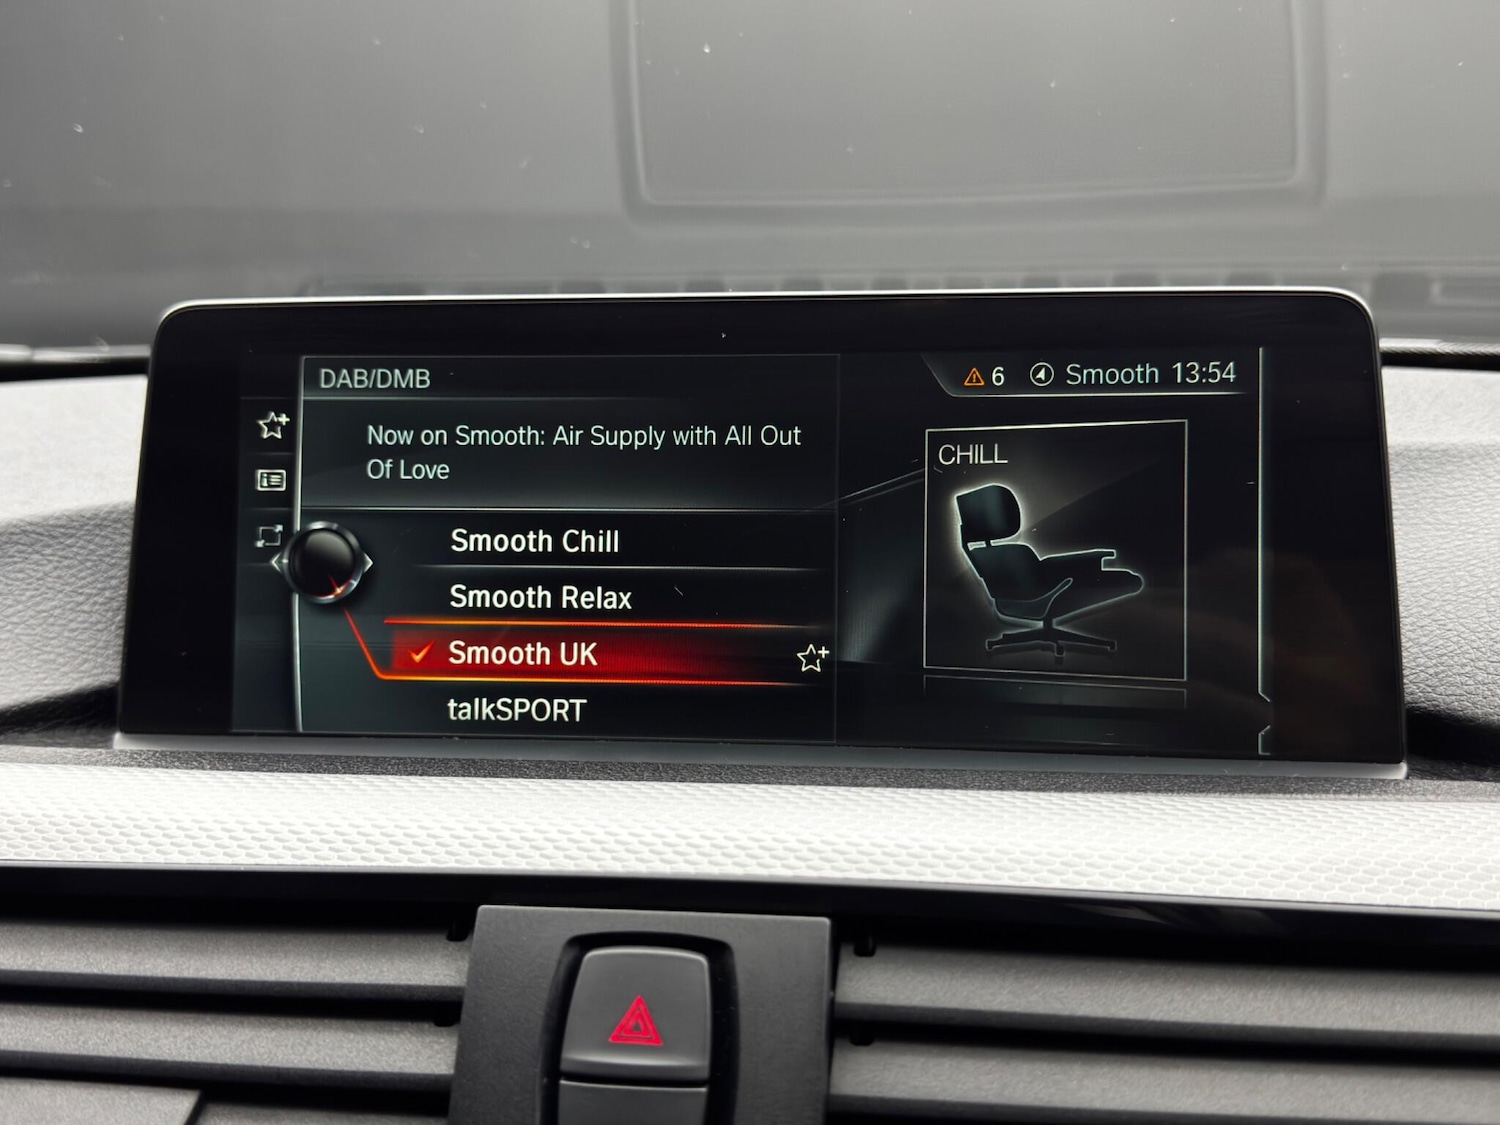 DAB/DMB
6 Smooth 13:54
Now on Smooth: Air Supply with All Out
Of Love
CHILL
Smooth Chill
Smooth Relax
Smooth UK
talkSPORT